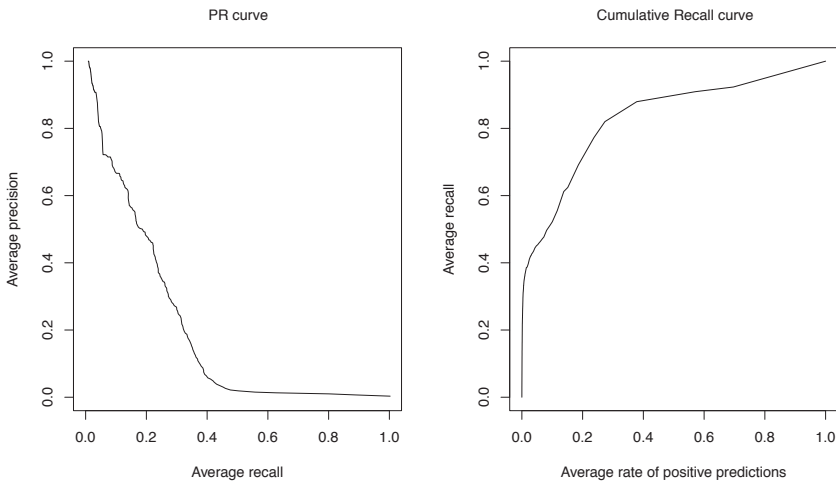 PR curve
Average precision
1.0
0.8
0.6
0.4
0.2
0.0
0.0 0.2 0.4 0.6 0.8 1.0
Average recall
Cumulative Recall curve
Average recall
1.0
0.8
0.6
0.4
0.2
0.0
0.0 0.2 0.4 0.6 0.8 1.0
Average rate of positive predictions